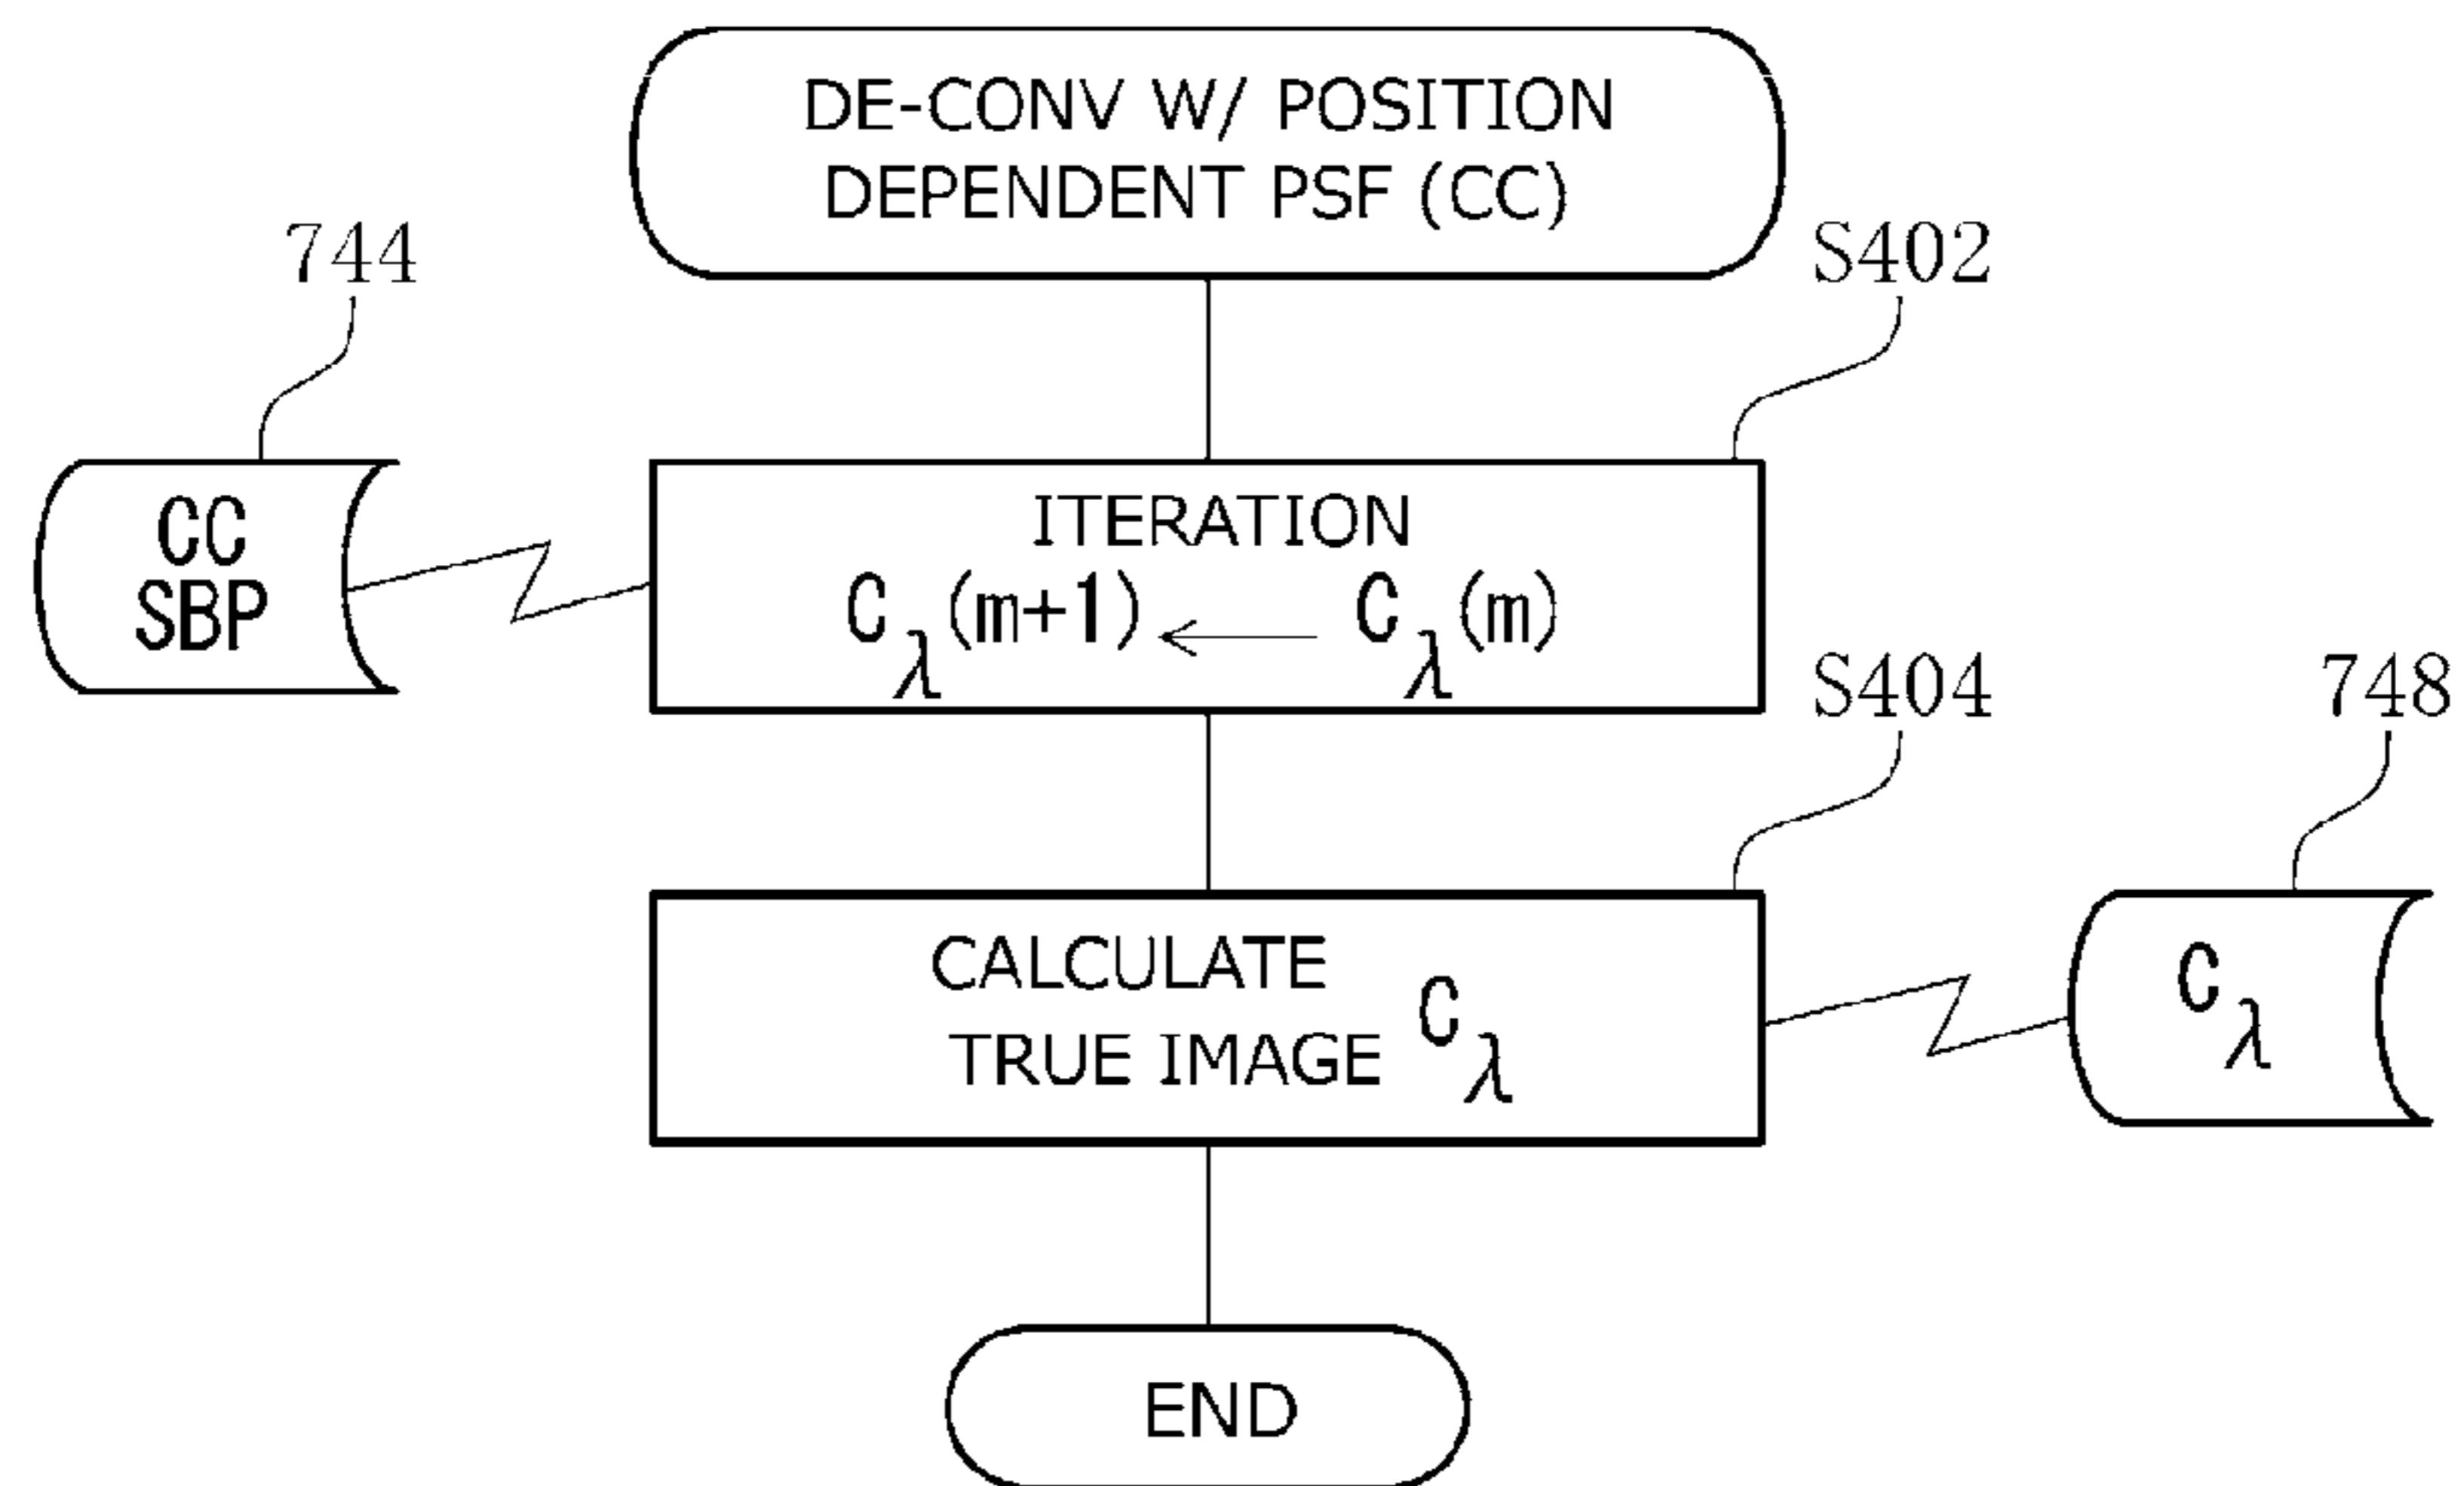 DE-CONV W/ POSITION
DEPENDENT PSF (CC)
744
S402
CC
SBP
ITERATION
Cλ(m+1) ← Cλ(m)
S404
748
CALCULATE
TRUE IMAGE Cλ
Cλ
END